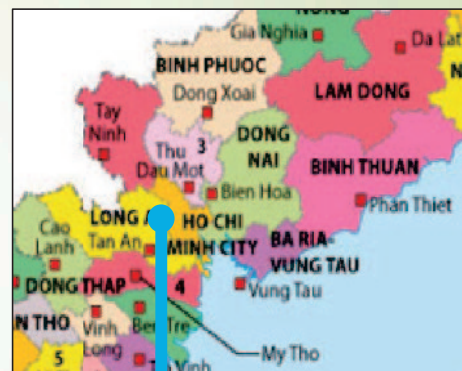 NONG
Gia Nghia
Da Lat
BINH PHUOC
Dong Xoai
LAM DONG
N
Tay
Ninh
Thu
Dau Mot
3
DONG
NAI
BINH THUAN
Bien Hoa
Phan Thiet
LONG A
HO CHI
MINH CITY
Cao
Lanh
Tan An
BA RIA-
VUNG TAU
DONG THAP
4
Vung Tau
N THO
Vinh
Long
Ben Tre
My Tho
5
Vinh